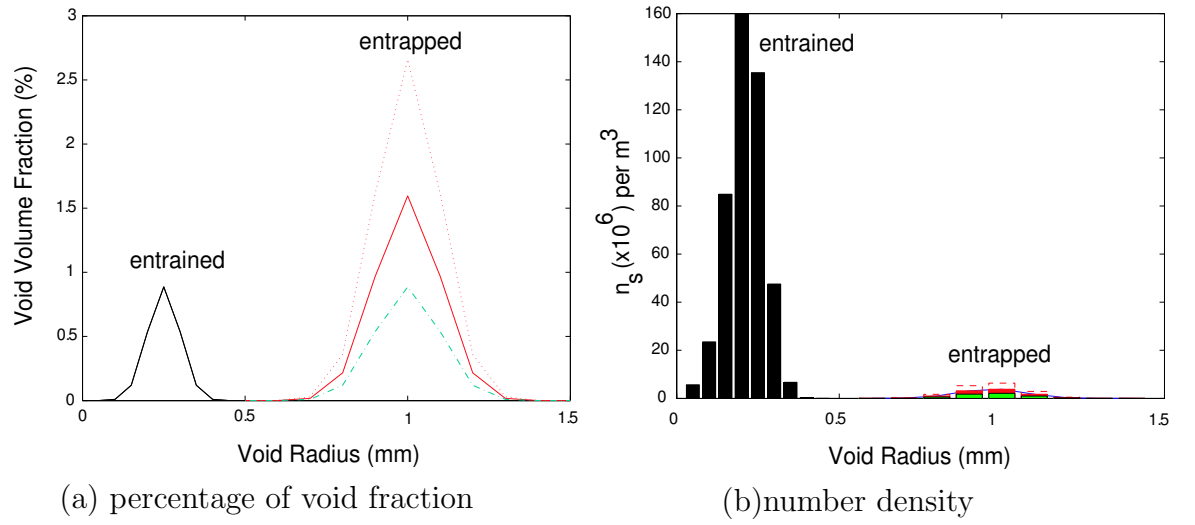 3
2.5
2
1.5
1
0.5
0
0
0.5
1
1.5
Void Volume Fraction (%)
Void Radius (mm)
entrained
entrapped
(a) percentage of void fraction
160
140
120
100
80
60
40
20
0
0
0.5
1
1.5
n_s (x10^6) per m^3
Void Radius (mm)
entrained
entrapped
(b)number density